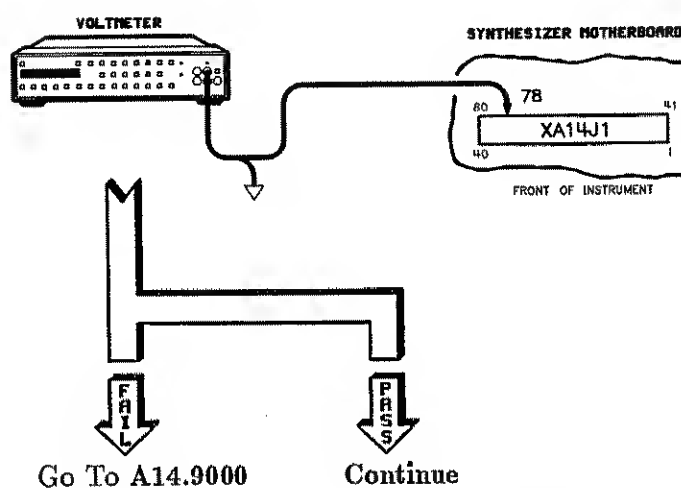 VOLTMETER
SYNTHESIZER MOTHERBOARD
80
78
41
XA14J1
40
1
FRONT OF INSTRUMENT
FAIL
PASS
Go To A14.9000
Continue